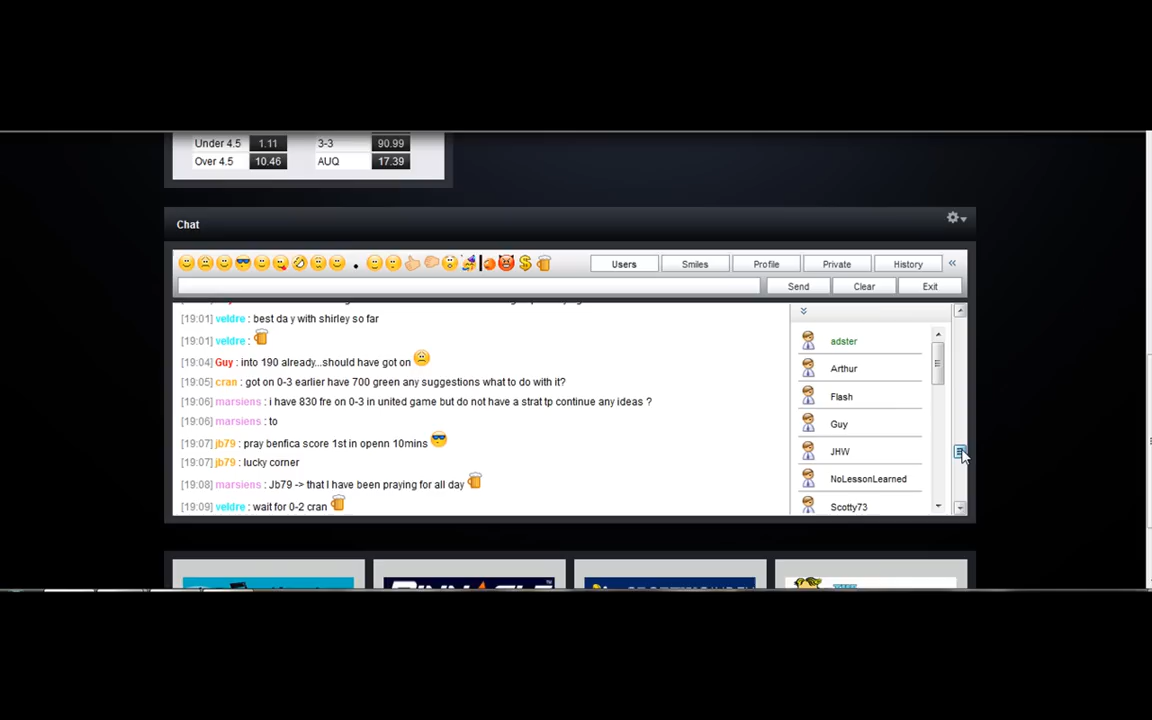 Under 4.5 1.11 3-3 90.99
Over 4.5 10.46 AUQ 17.39
Chat
Users Smiles Profile Private History «
Send Clear Exit
[19:01] veldre : best da y with shirley so far
[19:01] veldre :
[19:04] Guy : into 190 already...should have got on
[19:05] cran : got on 0-3 earlier have 700 green any suggestions what to do with it?
[19:06] marsiens : i have 830 fre on 0-3 in united game but do not have a strat tp continue any ideas ?
[19:06] marsiens : to
[19:07] jb79 : pray benfica score 1st in openn 10mins
[19:07] jb79 : lucky corner
[19:08] marsiens : Jb79 -> that I have been praying for all day
[19:09] veldre : wait for 0-2 cran
adster
Arthur
Flash
Guy
JHW
NoLessonLearned
Scotty73
PINNACLE